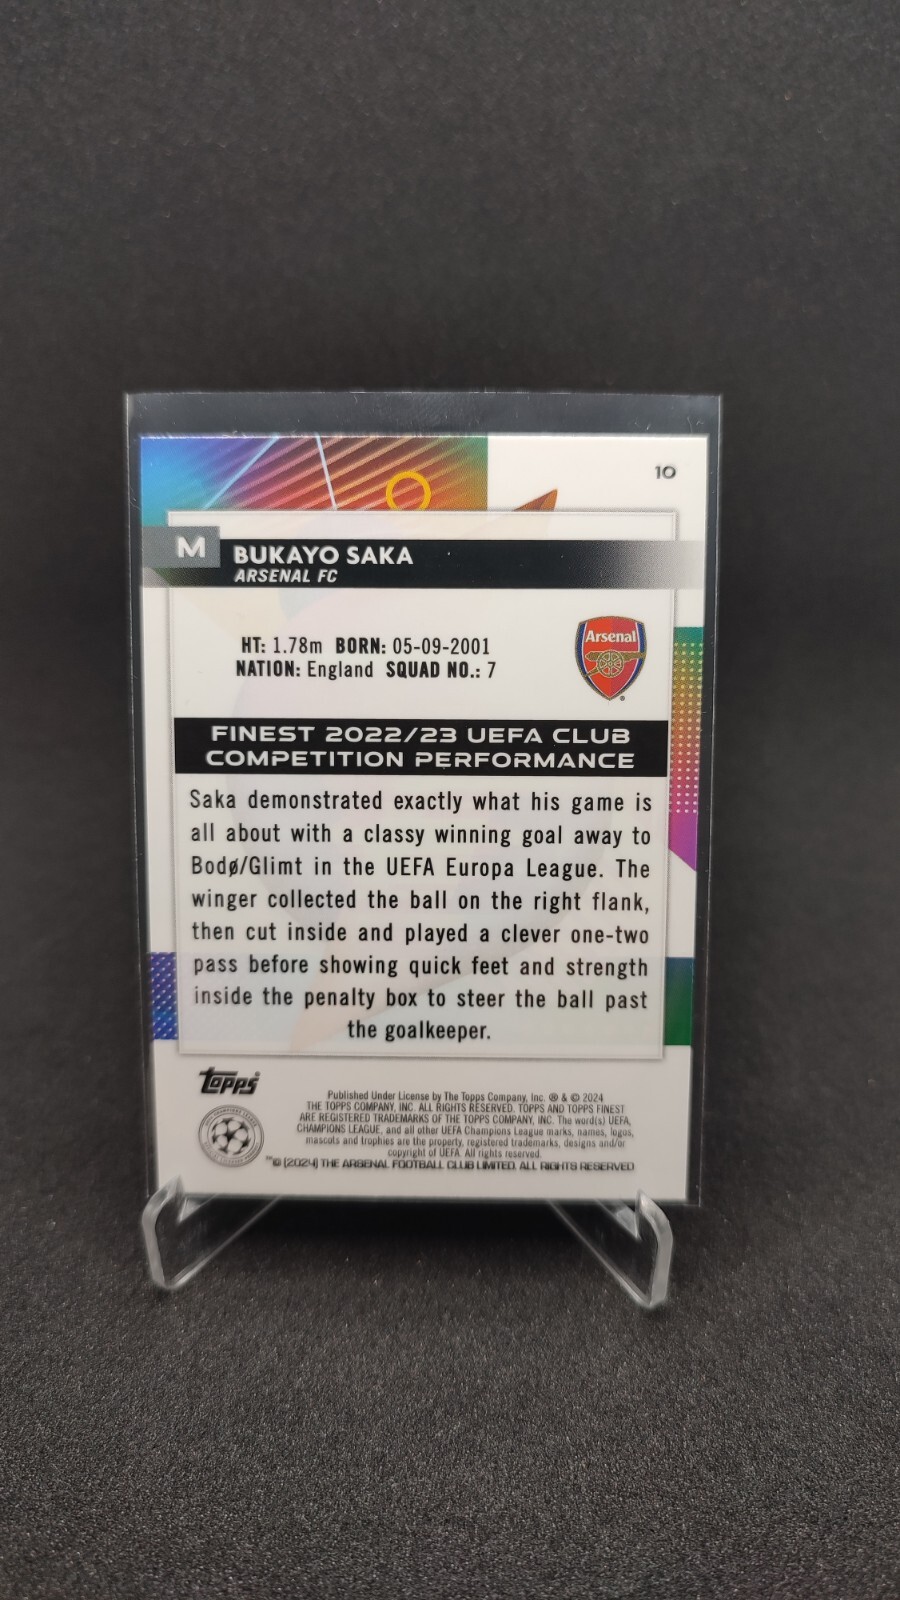 10
M
BUKAYO SAKA
ARSENAL FC
HT: 1.78m BORN: 05-09-2001
NATION: England SQUAD NO.: 7
Arsenal
FINEST 2022/23 UEFA CLUB
COMPETITION PERFORMANCE
Saka demonstrated exactly what his game is
all about with a classy winning goal away to
Bodø/Glimt in the UEFA Europa League. The
winger collected the ball on the right flank,
then cut inside and played a clever one-two
pass before showing quick feet and strength
inside the penalty box to steer the ball past
the goalkeeper.
Topps
Published Under License by The Topps Company, Inc. ® & © 2024
THE TOPPS COMPANY, INC. ALL RIGHTS RESERVED. TOPPS AND TOPPS FINEST
ARE REGISTERED TRADEMARKS OF THE TOPPS COMPANY, INC. The word(s) UEFA,
CHAMPIONS LEAGUE, and all other UEFA Champions League marks, names, logos,
mascots and trophies are the property, registered trademarks, designs and/or
copyright of UEFA. All rights reserved.
™© (2024) THE ARSENAL FOOTBALL CLUB LIMITED. ALL RIGHTS RESERVED